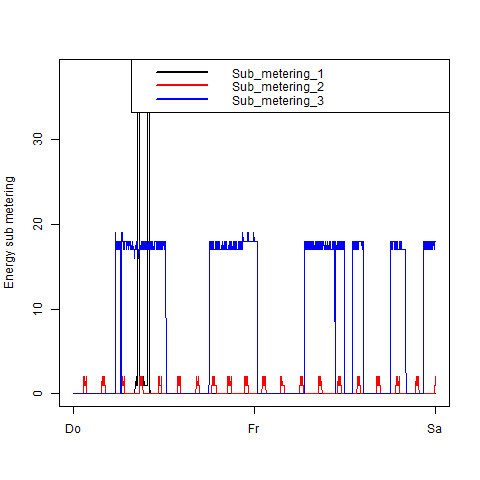 Sub_metering_1
Sub_metering_2
Sub_metering_3
Energy sub metering
30
20
10
0
Do Fr Sa